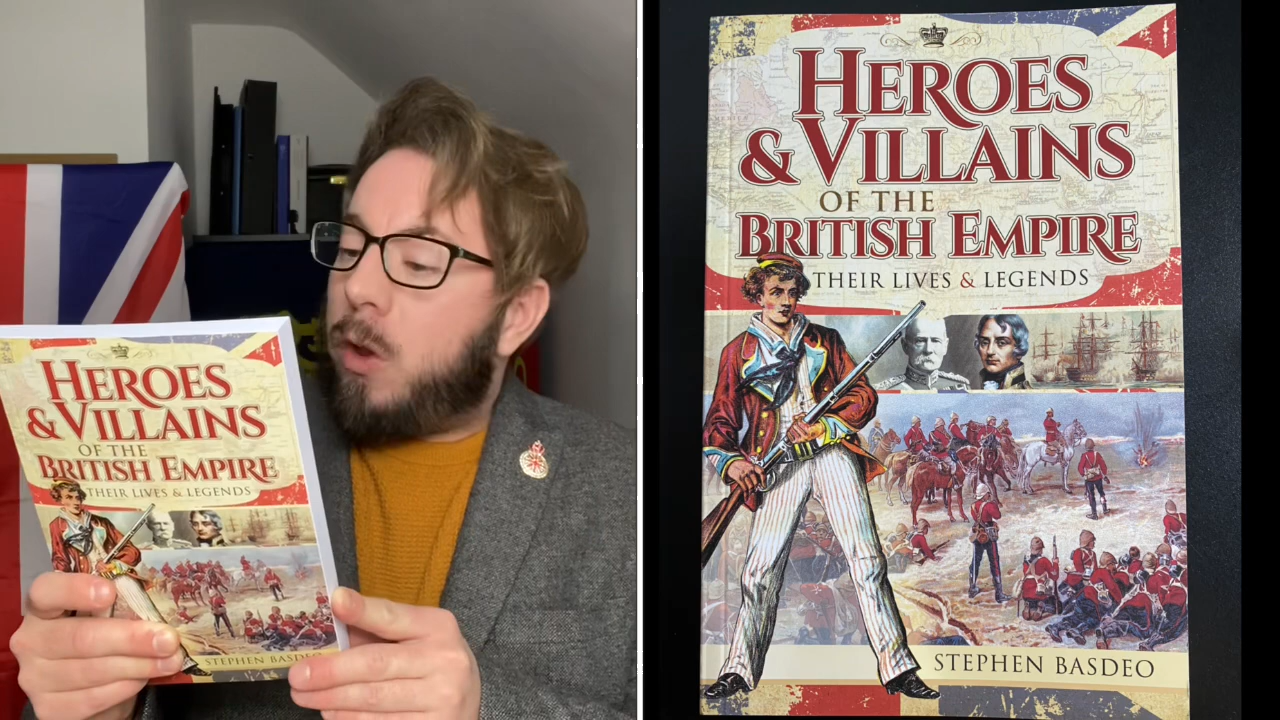 HEROES
& VILLAINS
OF THE
BRITISH EMPIRE
THEIR LIVES & LEGENDS
STEPHEN BASDEO
HEROES
& VILLAINS
OF THE
BRITISH EMPIRE
THEIR LIVES & LEGENDS
STEPHEN BASDEO